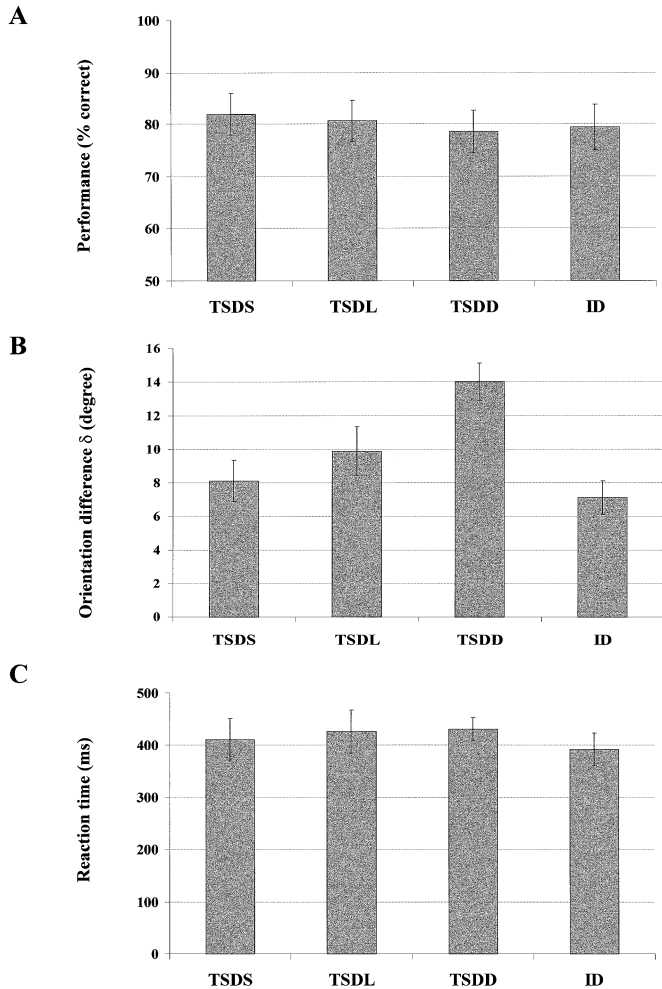 A
Performance (% correct)
100
90
80
70
60
50
TSDS TSDL TSDD ID
B
Orientation difference δ (degree)
16
14
12
10
8
6
4
2
0
TSDS TSDL TSDD ID
C
Reaction time (ms)
500
400
300
200
100
0
TSDS TSDL TSDD ID